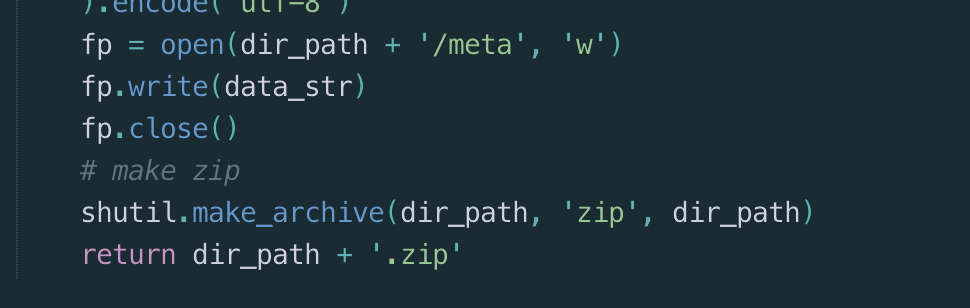 ).encode('utf-8')
fp = open(dir_path + '/meta', 'w')
fp.write(data_str)
fp.close()
# make zip
shutil.make_archive(dir_path, 'zip', dir_path)
return dir_path + '.zip'